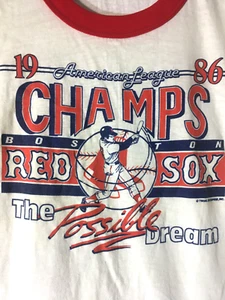 19 American League 86
CHAMPS
BOSTON
RED SOX
The Possible Dream